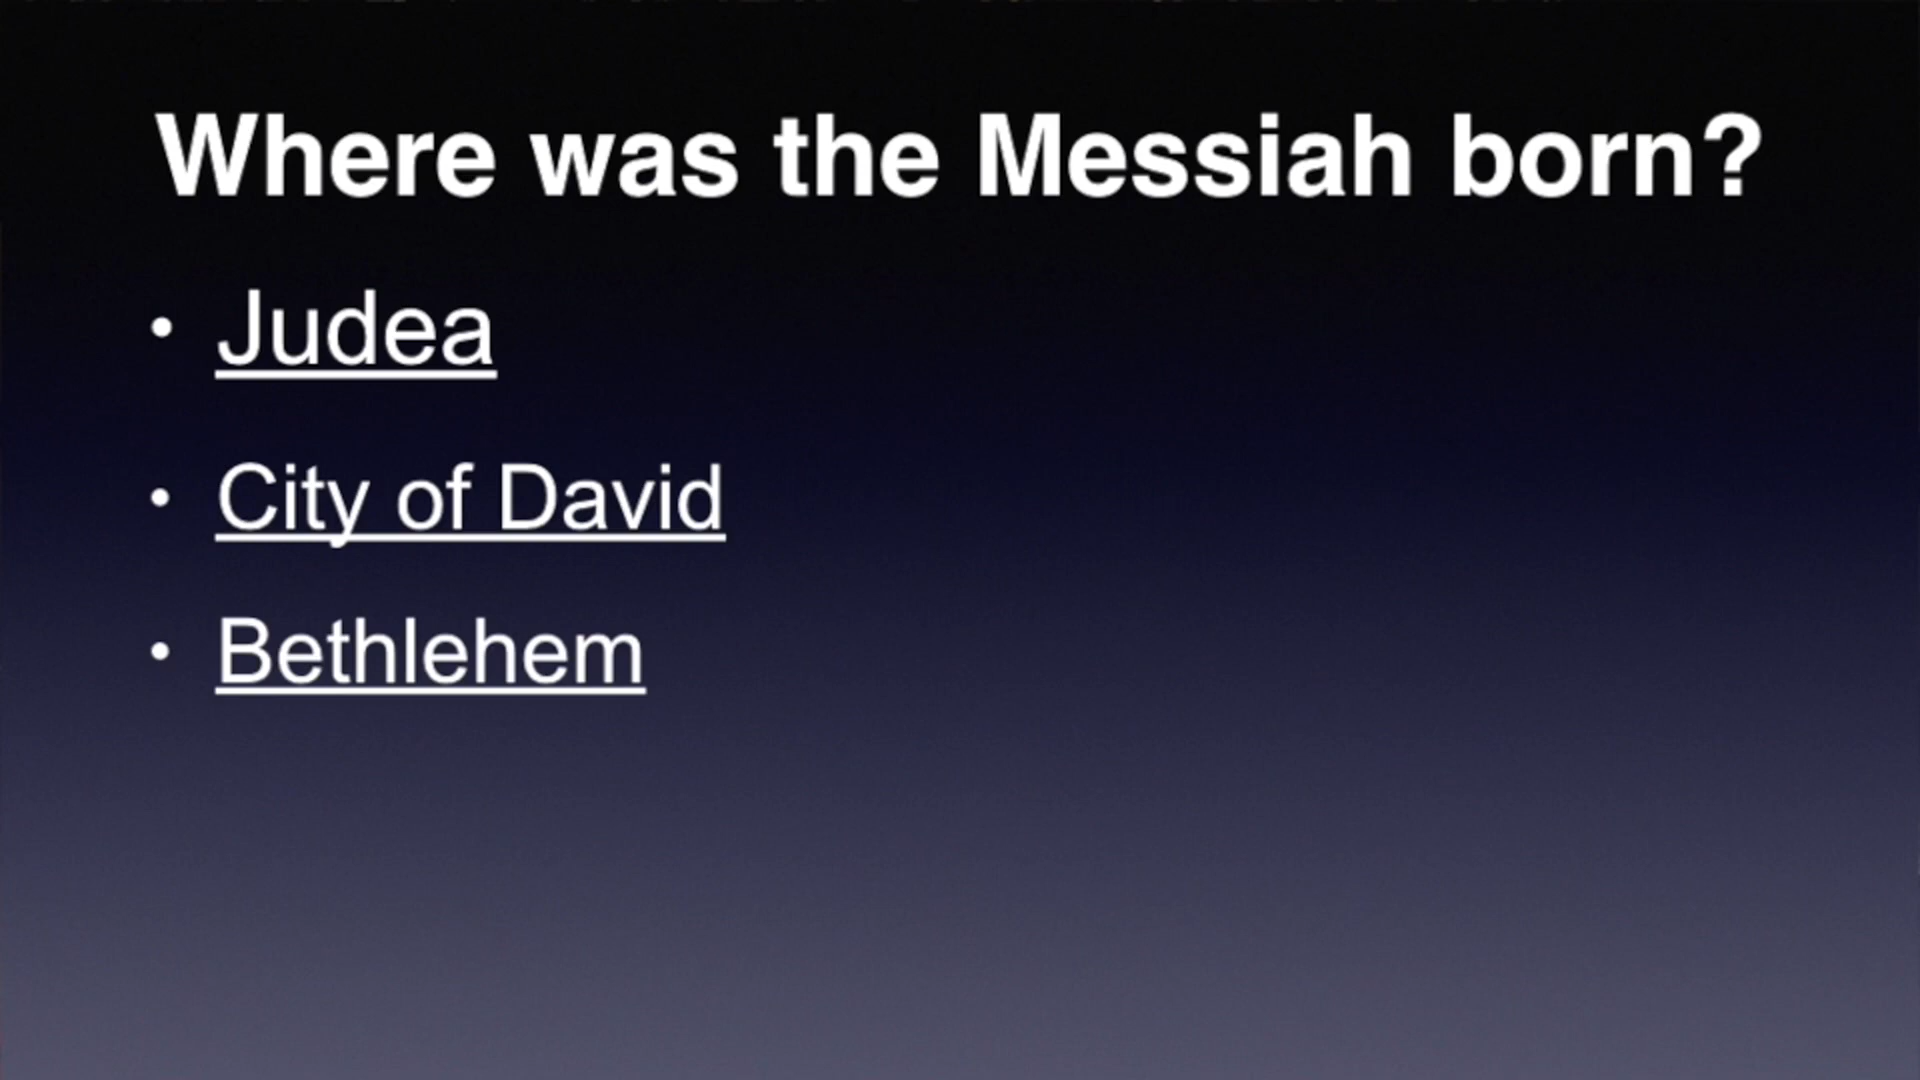 Where was the Messiah born?
• Judea
• City of David
• Bethlehem